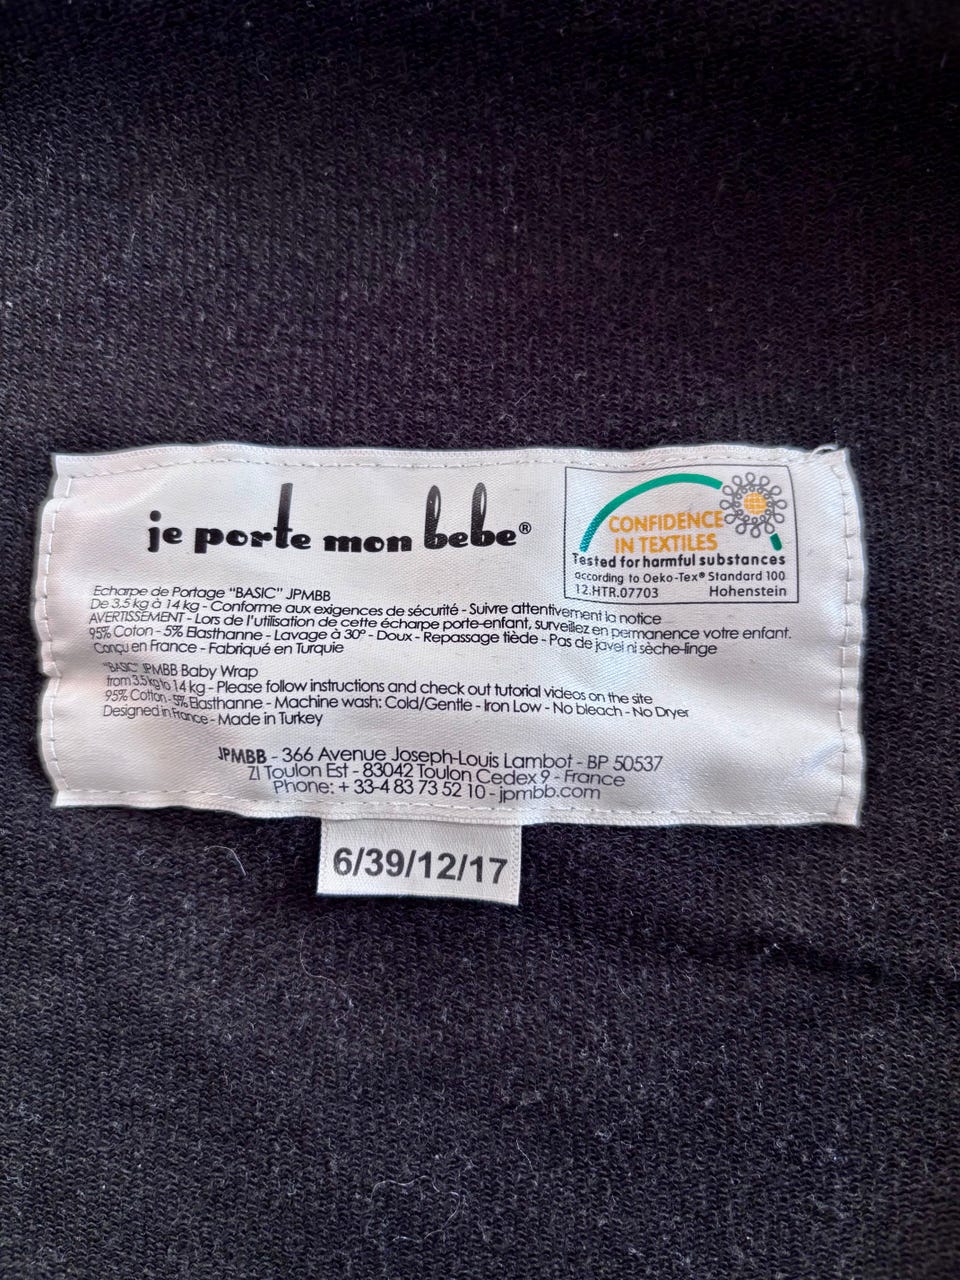 je porte mon bebe®
CONFIDENCE
IN TEXTILES
Tested for harmful substances
according to Oeko-Tex® Standard 100
12.HTR.07703 Hohenstein
Echarpe de Portage "BASIC" JPMBB
De 3.5 kg à 14 kg - Conforme aux exigences de sécurité - Suivre attentivement la notice
AVERTISSEMENT - Lors de l'utilisation de cette écharpe porte-enfant, surveillez en permanence votre enfant.
95% Coton - 5% Elasthanne - Lavage à 30° - Doux - Repassage tiède - Pas de javel ni sèche-linge
Conçu en France - Fabriqué en Turquie
"BASIC" JPMBB Baby Wrap
from 3.5 kg to 14 kg - Please follow instructions and check out tutorial videos on the site
95% Cotton - 5% Elasthanne - Machine wash: Cold/Gentle - Iron Low - No bleach - No Dryer
Designed in France - Made in Turkey
JPMBB - 366 Avenue Joseph-Louis Lambot - BP 50537
ZI Toulon Est - 83042 Toulon Cedex 9 - France
Phone: + 33-4 83 73 52 10 - jpmbb.com
6/39/12/17